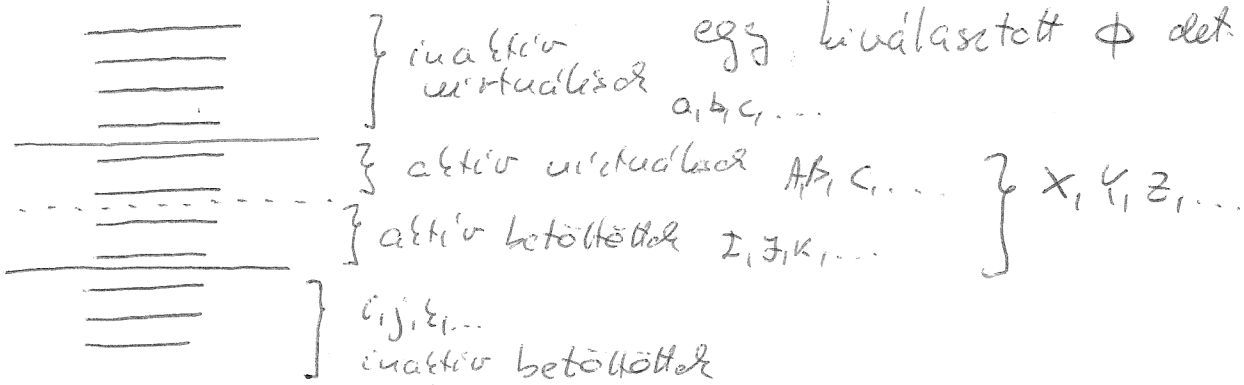 egy kiválasztott Φ det.
inaktív
virtuálisok
a, b, c, ...
aktív virtuálisok A, B, C, ...
X, Y, Z, ...
aktív betöltöttek I, J, K, ...
i, j, k, ...
inaktív betöltöttek